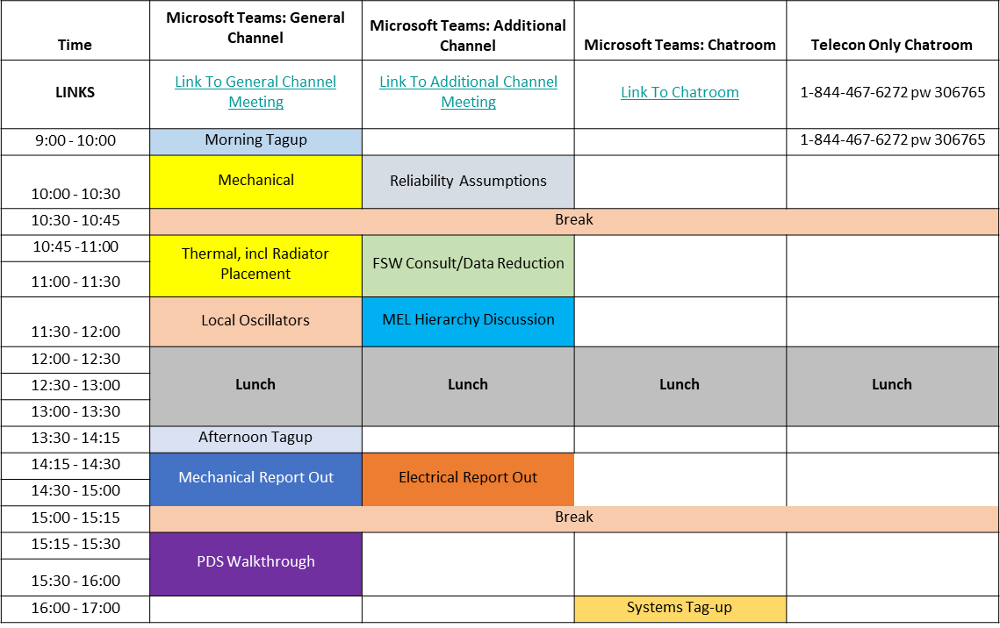 Time
Microsoft Teams: General
Channel
Microsoft Teams: Additional
Channel
Microsoft Teams: Chatroom
Telecon Only Chatroom
LINKS
Link To General Channel
Meeting
Link To Additional Channel
Meeting
Link To Chatroom
1-844-467-6272 pw 306765
9:00 - 10:00
Morning Tagup
1-844-467-6272 pw 306765
10:00 - 10:30
Mechanical
Reliability Assumptions
10:30 - 10:45
Break
10:45 -11:00
11:00 - 11:30
Thermal, incl Radiator
Placement
FSW Consult/Data Reduction
11:30 - 12:00
Local Oscillators
MEL Hierarchy Discussion
12:00 - 12:30
12:30 - 13:00
13:00 - 13:30
Lunch
Lunch
Lunch
Lunch
13:30 - 14:15
Afternoon Tagup
14:15 - 14:30
14:30 - 15:00
Mechanical Report Out
Electrical Report Out
15:00 - 15:15
Break
15:15 - 15:30
15:30 - 16:00
PDS Walkthrough
16:00 - 17:00
Systems Tag-up